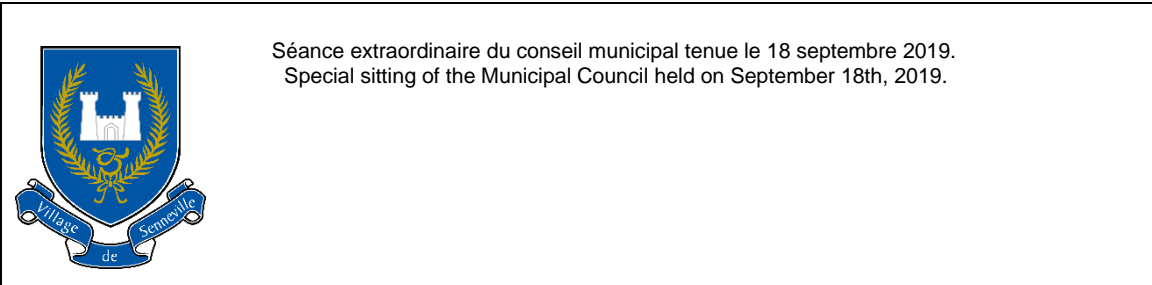 Séance extraordinaire du conseil municipal tenue le 18 septembre 2019.
Special sitting of the Municipal Council held on September 18th, 2019.
Village
de
Senneville